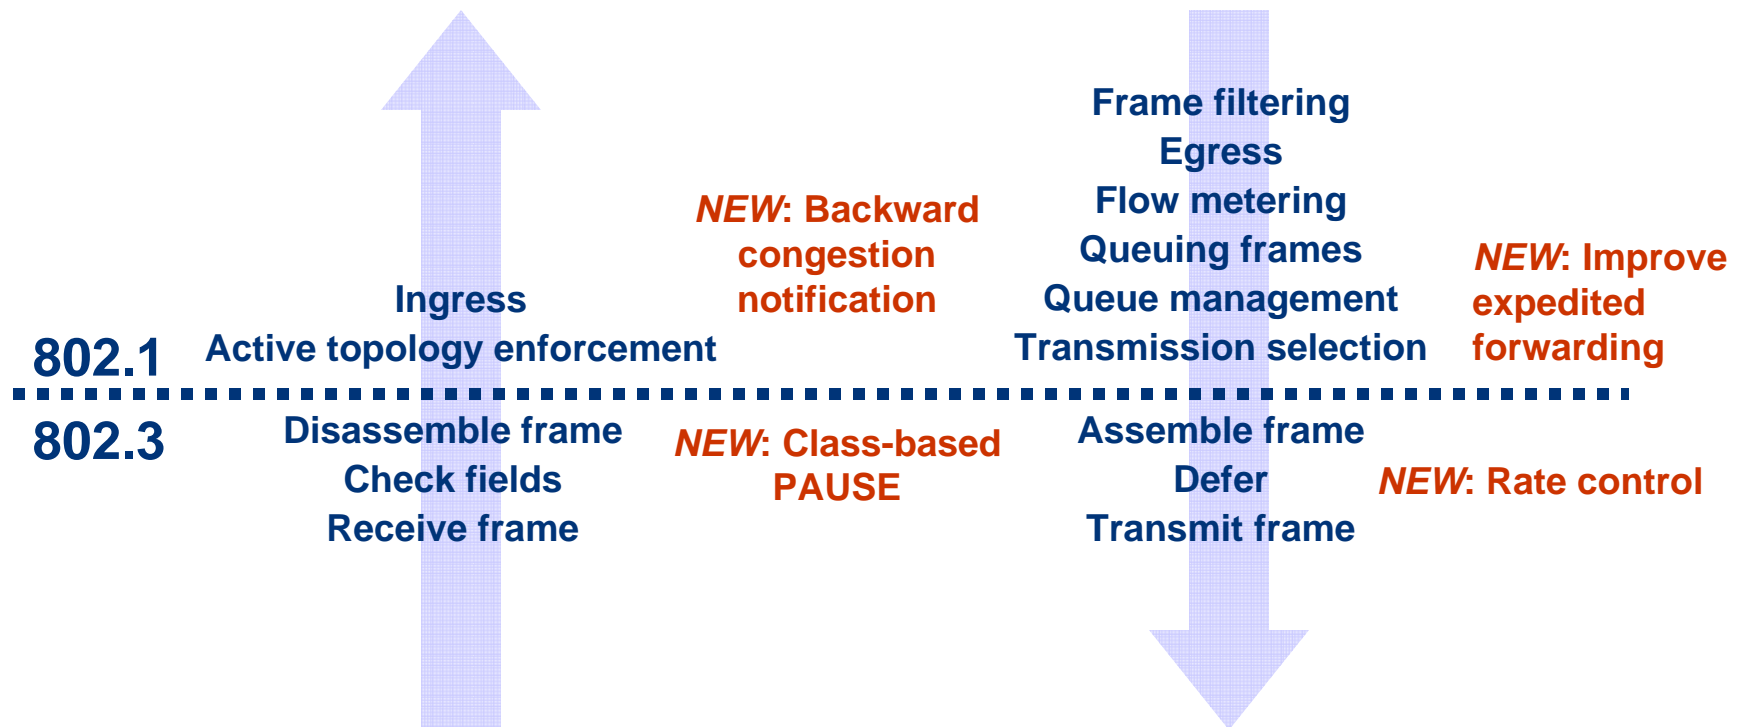 Frame filtering
Egress
Flow metering
Queuing frames
Queue management
Transmission selection
NEW: Backward
congestion
notification
NEW: Improve
expedited
forwarding
Ingress
Active topology enforcement
802.1
802.3
Disassemble frame
Check fields
Receive frame
NEW: Class-based
PAUSE
Assemble frame
Defer
Transmit frame
NEW: Rate control